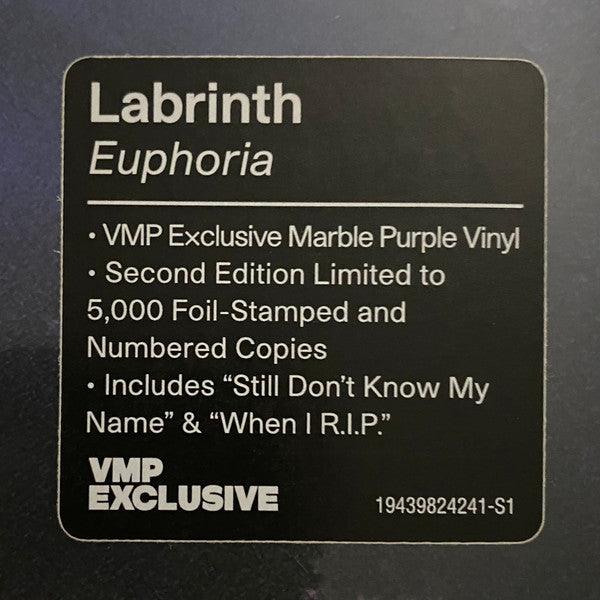 Labrinth
Euphoria
• VMP Exclusive Marble Purple Vinyl
• Second Edition Limited to
5,000 Foil-Stamped and
Numbered Copies
• Includes “Still Don’t Know My
Name” & “When I R.I.P.”
VMP
EXCLUSIVE
19439824241-S1